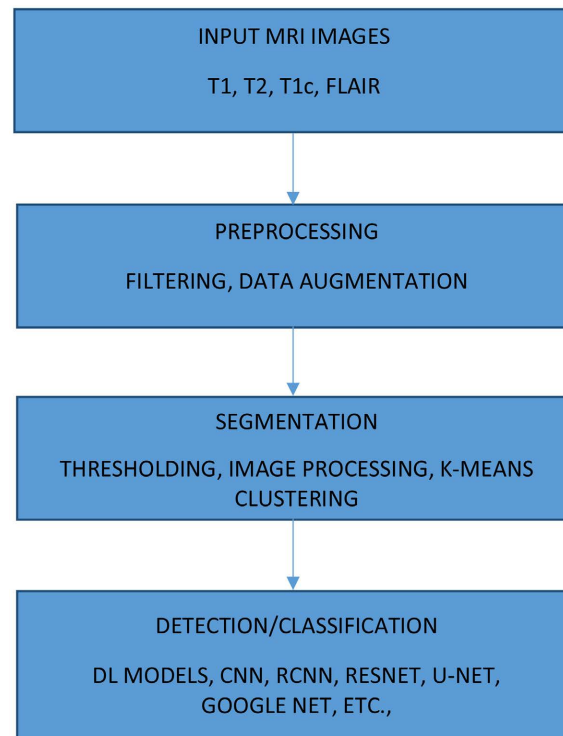 INPUT MRI IMAGES
T1, T2, T1c, FLAIR
PREPROCESSING
FILTERING, DATA AUGMENTATION
SEGMENTATION
THRESHOLDING, IMAGE PROCESSING, K-MEANS
CLUSTERING
DETECTION/CLASSIFICATION
DL MODELS, CNN, RCNN, RESNET, U-NET,
GOOGLE NET, ETC.,